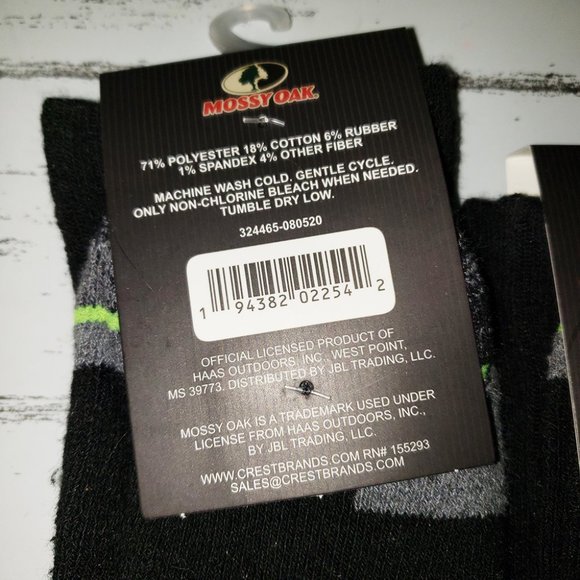 MOSSY OAK.
71% POLYESTER 18% COTTON 6% RUBBER
1% SPANDEX 4% OTHER FIBER
MACHINE WASH COLD. GENTLE CYCLE.
ONLY NON-CHLORINE BLEACH WHEN NEEDED.
TUMBLE DRY LOW.
324465-080520
1 94382 02254 2
OFFICIAL LICENSED PRODUCT OF
HAAS OUTDOORS, INC., WEST POINT,
MS 39773. DISTRIBUTED BY JBL TRADING, LLC.
MOSSY OAK IS A TRADEMARK USED UNDER
LICENSE FROM HAAS OUTDOORS, INC.,
BY JBL TRADING, LLC.
WWW.CRESTBRANDS.COM RN# 155293
SALES@CRESTBRANDS.COM